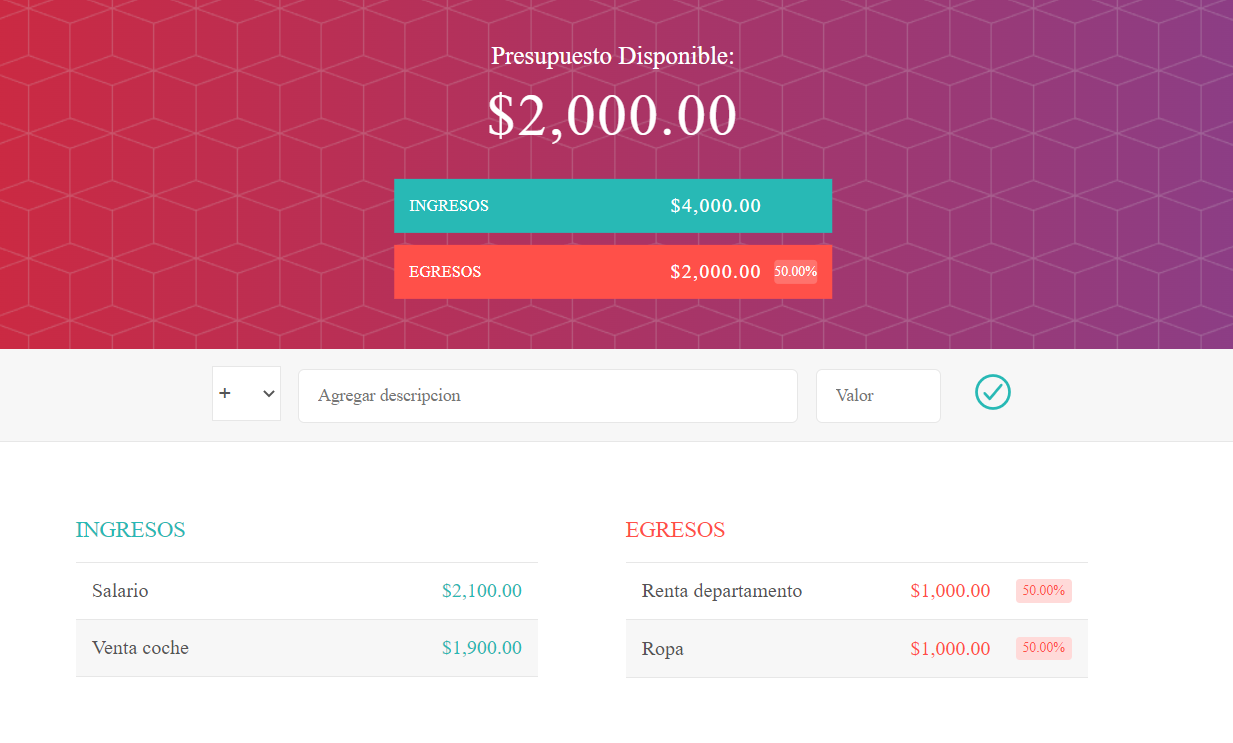 Presupuesto Disponible:
$2,000.00
INGRESOS $4,000.00
EGRESOS $2,000.00 50.00%
+ Agregar descripcion Valor
INGRESOS
Salario $2,100.00
Venta coche $1,900.00
EGRESOS
Renta departamento $1,000.00 50.00%
Ropa $1,000.00 50.00%